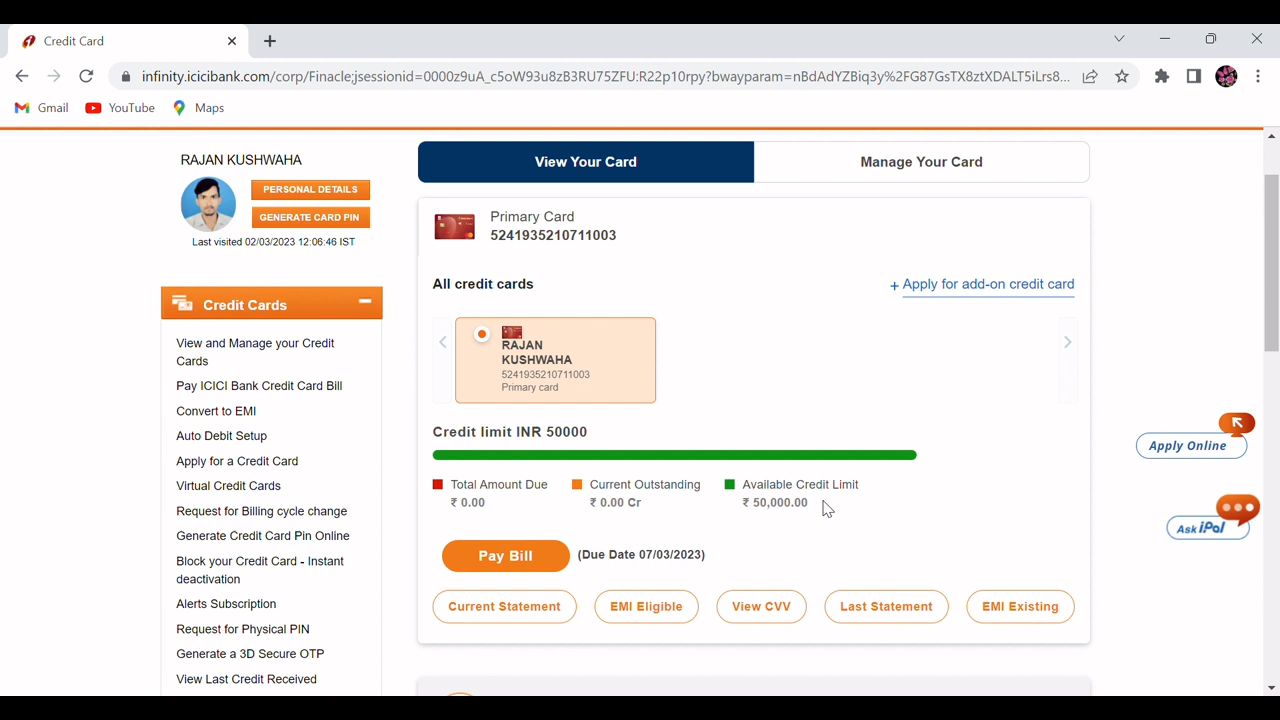 Credit Card
infinity.icicibank.com/corp/Finacle;jsessionid=0000z9uA_c5oW93u8zB3RU75ZFU:R22p10rpy?bwayparam=nBdAdYZBiq3y%2FG87GsTX8ztXDALT5iLrs8...
Gmail YouTube Maps
RAJAN KUSHWAHA
PERSONAL DETAILS
GENERATE CARD PIN
Last visited 02/03/2023 12:06:46 IST
Credit Cards
View and Manage your Credit
Cards
Pay ICICI Bank Credit Card Bill
Convert to EMI
Auto Debit Setup
Apply for a Credit Card
Virtual Credit Cards
Request for Billing cycle change
Generate Credit Card Pin Online
Block your Credit Card - Instant
deactivation
Alerts Subscription
Request for Physical PIN
Generate a 3D Secure OTP
View Last Credit Received
View Your Card Manage Your Card
Primary Card
5241935210711003
All credit cards + Apply for add-on credit card
RAJAN
KUSHWAHA
5241935210711003
Primary card
Credit limit INR 50000
Total Amount Due Current Outstanding Available Credit Limit
₹ 0.00 ₹ 0.00 Cr ₹ 50,000.00
Pay Bill (Due Date 07/03/2023)
Current Statement EMI Eligible View CVV Last Statement EMI Existing
Apply Online
Ask iPal